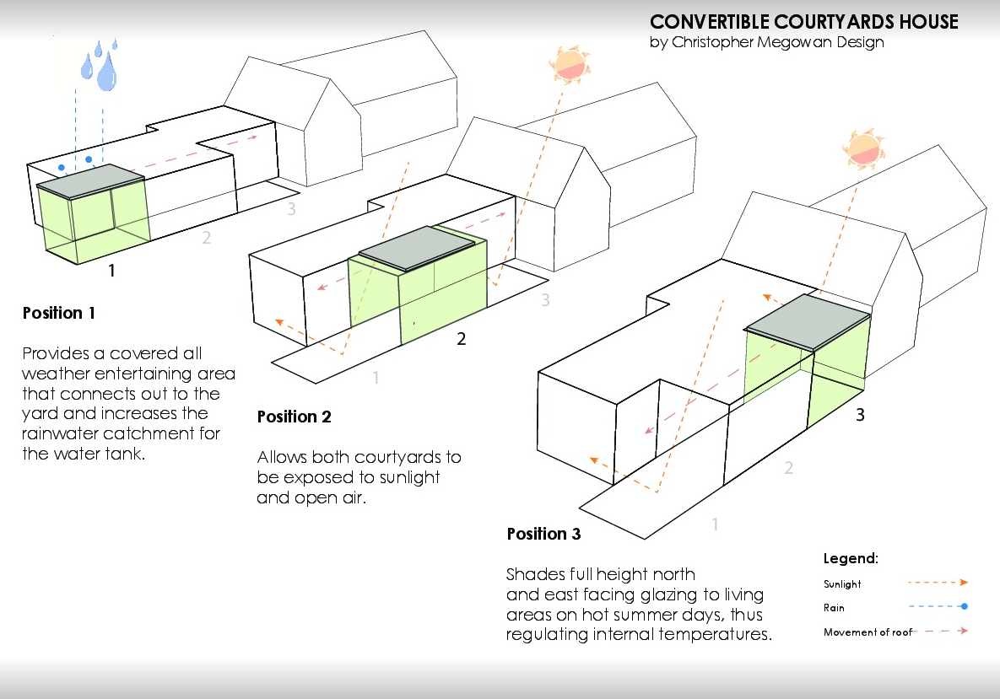 CONVERTIBLE COURTYARDS HOUSE
by Christopher Megowan Design
1
2
3
Position 1
Provides a covered all
weather entertaining area
that connects out to the
yard and increases the
rainwater catchment for
the water tank.
1
2
3
Position 2
Allows both courtyards to
be exposed to sunlight
and open air.
1
2
3
Position 3
Shades full height north
and east facing glazing to living
areas on hot summer days, thus
regulating internal temperatures.
Legend:
Sunlight
Rain
Movement of roof